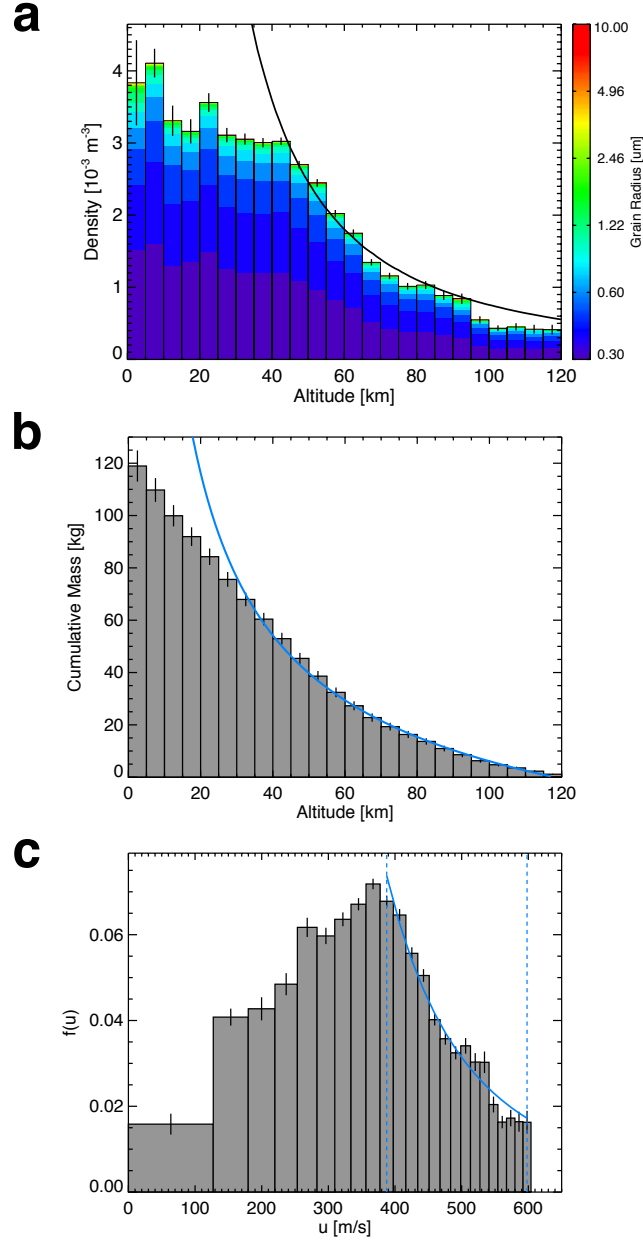 a
4
3
2
1
0
Density [10⁻³ m⁻³]
0 20 40 60 80 100 120
Altitude [km]
10.00
4.96
2.46
1.22
0.60
0.30
Grain Radius [um]
b
120
100
80
60
40
20
0
Cumulative Mass [kg]
0 20 40 60 80 100 120
Altitude [km]
c
0.06
0.04
0.02
0.00
f(u)
0 100 200 300 400 500 600
u [m/s]